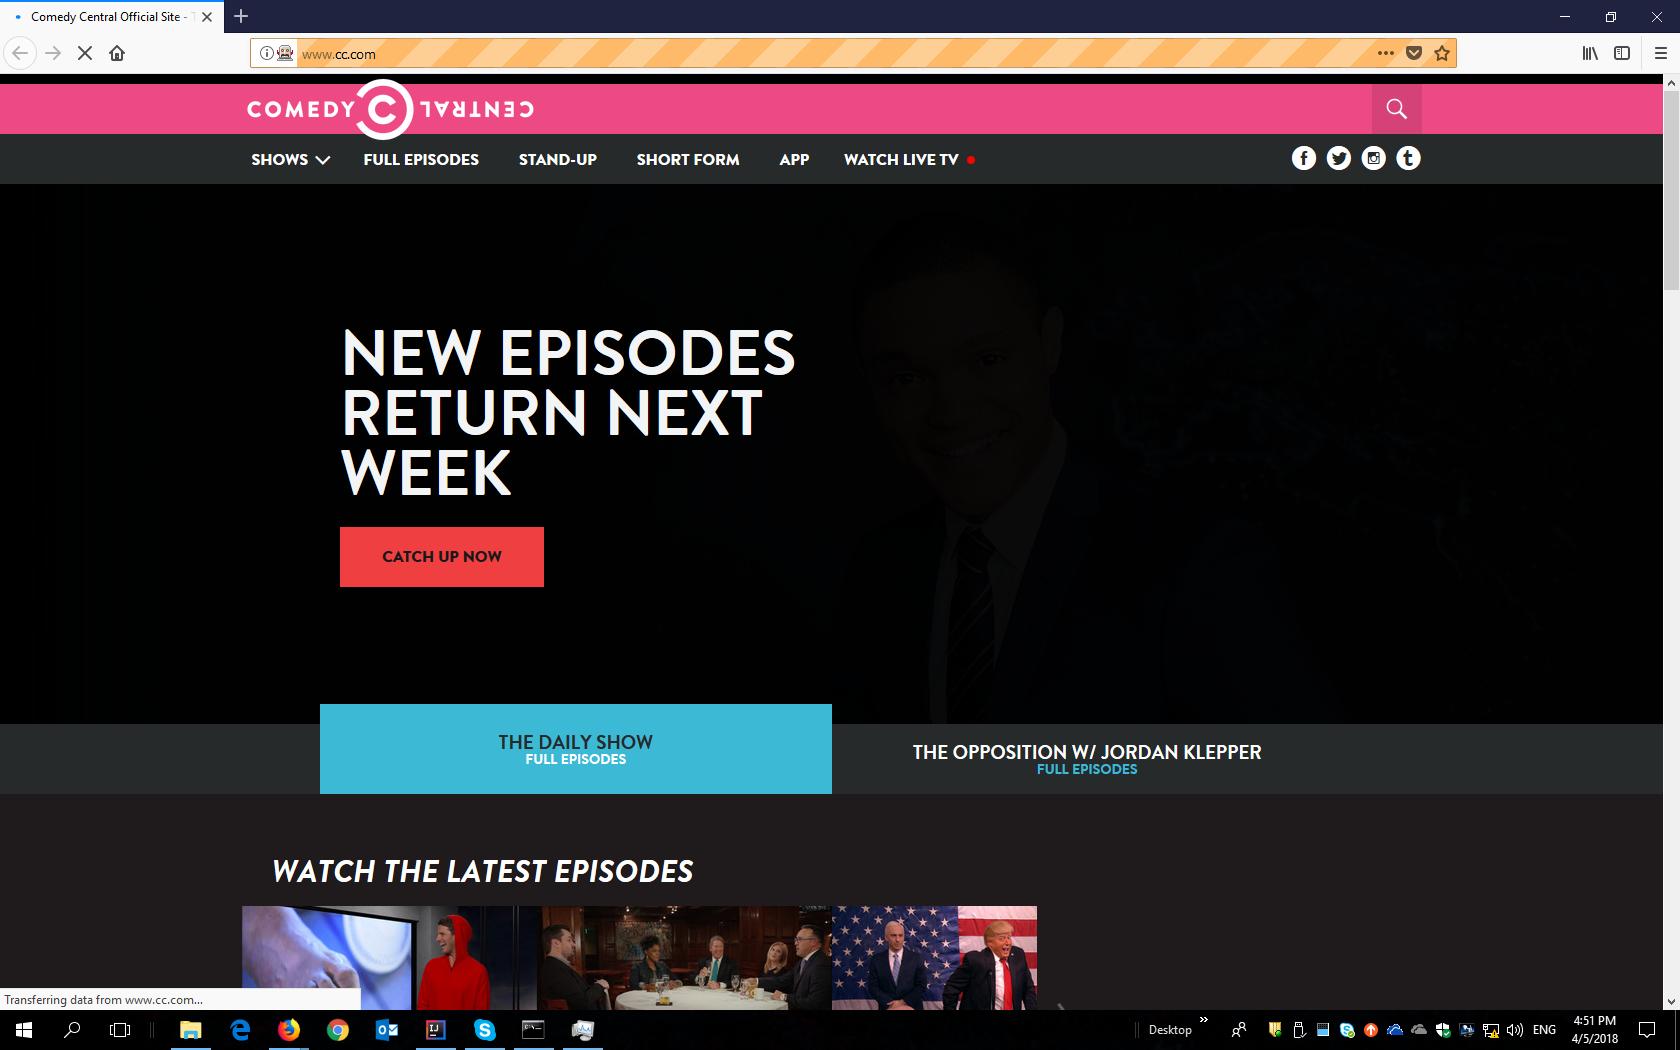 Comedy Central Official Site - T
www.cc.com
COMEDY C CENTRAL
SHOWS FULL EPISODES STAND-UP SHORT FORM APP WATCH LIVE TV
NEW EPISODES
RETURN NEXT
WEEK
CATCH UP NOW
THE DAILY SHOW
FULL EPISODES
THE OPPOSITION W/ JORDAN KLEPPER
FULL EPISODES
WATCH THE LATEST EPISODES
Transferring data from www.cc.com...
Desktop
ENG
4:51 PM
4/5/2018